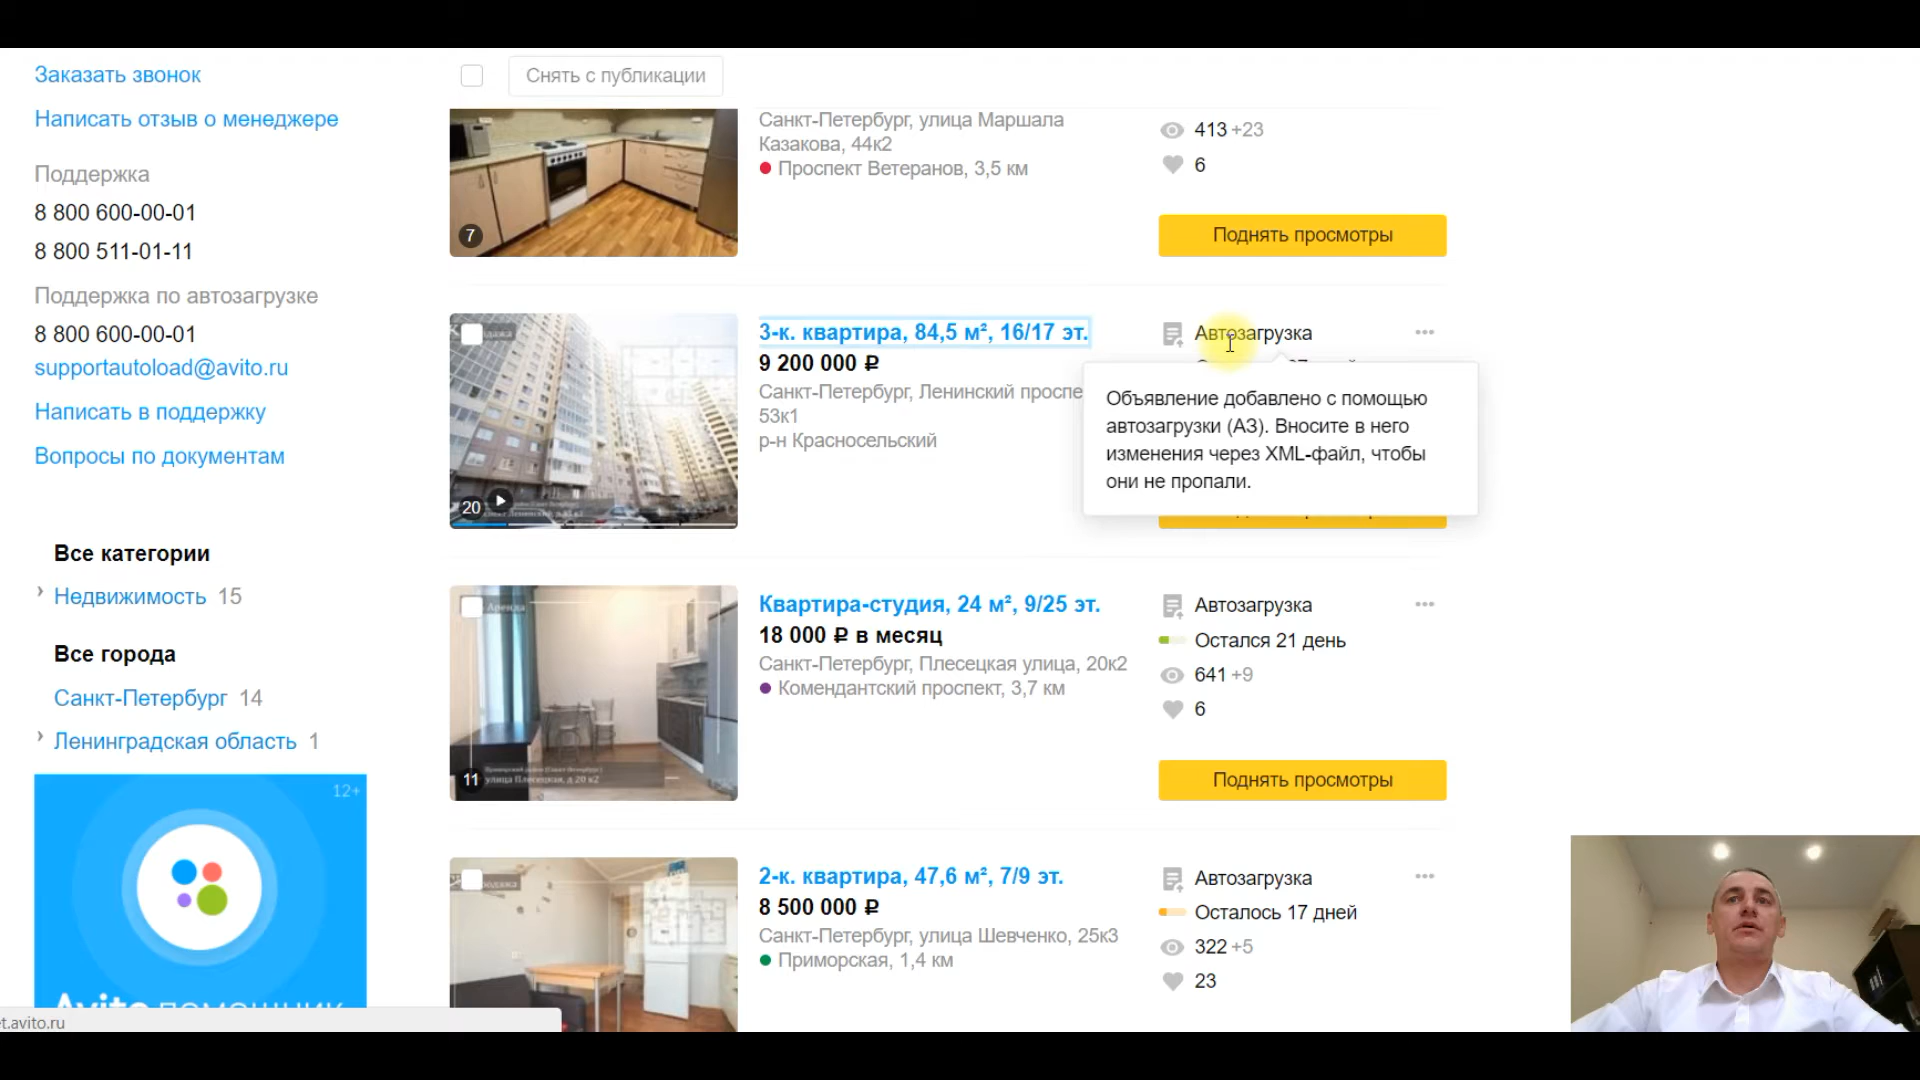 Заказать звонок
Написать отзыв о менеджере
Поддержка
8 800 600-00-01
8 800 511-01-11
Поддержка по автозагрузке
8 800 600-00-01
supportautoload@avito.ru
Написать в поддержку
Вопросы по документам
Все категории
Недвижимость 15
Все города
Санкт-Петербург 14
Ленинградская область 1
12+
Avito помощник
t.avito.ru
Снять с публикации
7
Санкт-Петербург, улица Маршала
Казакова, 44к2
Проспект Ветеранов, 3,5 км
413 +23
6
Поднять просмотры
20
3-к. квартира, 84,5 м², 16/17 эт.
9 200 000 ₽
Санкт-Петербург, Ленинский проспе
53к1
р-н Красносельский
Автозагрузка
Объявление добавлено с помощью
автозагрузки (АЗ). Вносите в него
изменения через XML-файл, чтобы
они не пропали.
Аренда
11
улица Плесецкая, д 20 к2
Квартира-студия, 24 м², 9/25 эт.
18 000 ₽ в месяц
Санкт-Петербург, Плесецкая улица, 20к2
Комендантский проспект, 3,7 км
Автозагрузка
Остался 21 день
641 +9
6
Поднять просмотры
2-к. квартира, 47,6 м², 7/9 эт.
8 500 000 ₽
Санкт-Петербург, улица Шевченко, 25к3
Приморская, 1,4 км
Автозагрузка
Осталось 17 дней
322 +5
23